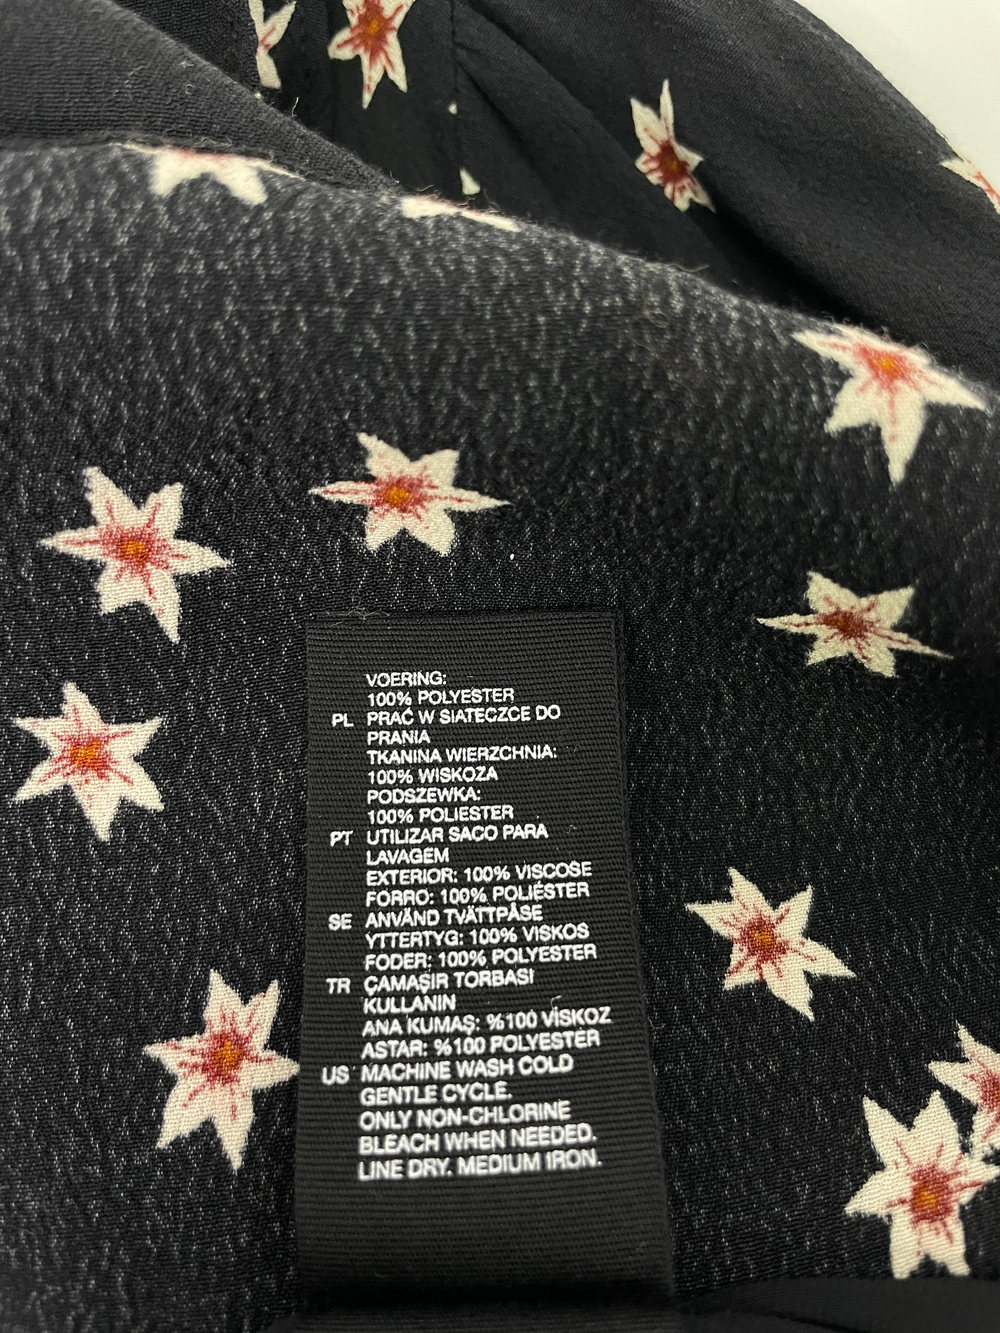 VOERING:
100% POLYESTER
PL PRAĆ W SIATECZCE DO
PRANIA
TKANINA WIERZCHNIA:
100% WISKOZA
PODSZEWKA:
100% POLIESTER
PT UTILIZAR SACO PARA
LAVAGEM
EXTERIOR: 100% VISCOSE
FORRO: 100% POLIÉSTER
SE ANVÄND TVÄTTPÅSE
YTTERTYG: 100% VISKOS
FODER: 100% POLYESTER
TR ÇAMAŞIR TORBASI
KULLANIN
ANA KUMAŞ: %100 VİSKOZ
ASTAR: %100 POLYESTER
US MACHINE WASH COLD
GENTLE CYCLE.
ONLY NON-CHLORINE
BLEACH WHEN NEEDED.
LINE DRY. MEDIUM IRON.